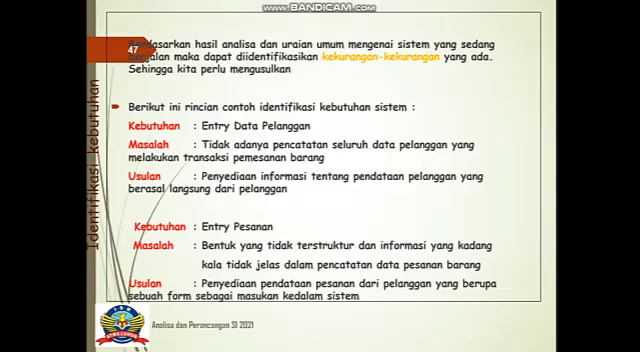 WWW.BANDICAM.COM
47
Berdasarkan hasil analisa dan uraian umum mengenai sistem yang sedang
berjalan maka dapat diidentifikasikan kekurangan-kekurangan yang ada.
Sehingga kita perlu mengusulkan
Identifikasi kebutuhan
Berikut ini rincian contoh identifikasi kebutuhan sistem :
Kebutuhan : Entry Data Pelanggan
Masalah : Tidak adanya pencatatan seluruh data pelanggan yang
melakukan transaksi pemesanan barang
Usulan : Penyediaan informasi tentang pendataan pelanggan yang
berasal langsung dari pelanggan
Kebutuhan : Entry Pesanan
Masalah : Bentuk yang tidak terstruktur dan informasi yang kadang
kala tidak jelas dalam pencatatan data pesanan barang
Usulan : Penyediaan pendataan pesanan dari pelanggan yang berupa
sebuah form sebagai masukan kedalam sistem
Analisa dan Perancangan SI 2021